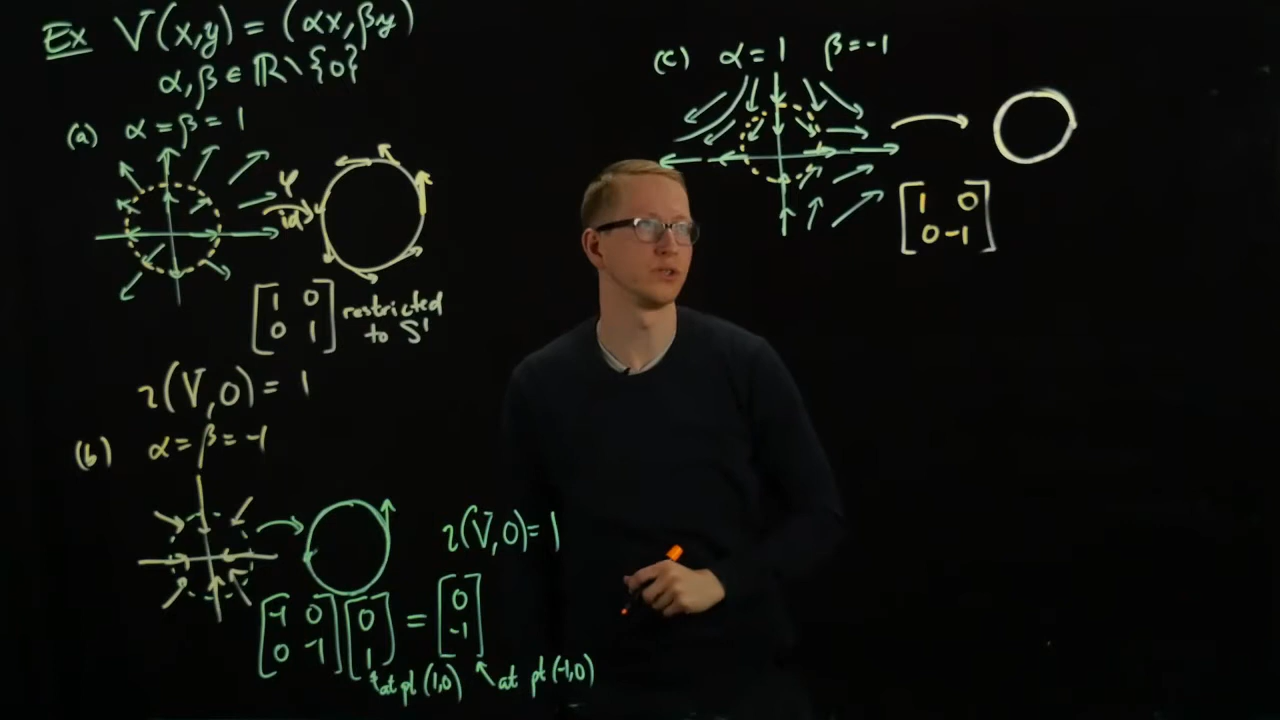 Ex V(x,y) = (αx, βy)
α, β ∈ ℝ\{0}
(a) α = β = 1
φ
id
[1 0
0 1] restricted to S¹
ι(V,0) = 1
(b) α = β = -1
ι(V,0) = 1
[-1 0
0 -1] [0
1] = [0
-1]
at pt (1,0)
at pt (-1,0)
(c) α = 1 β = -1
[1 0
0 -1]